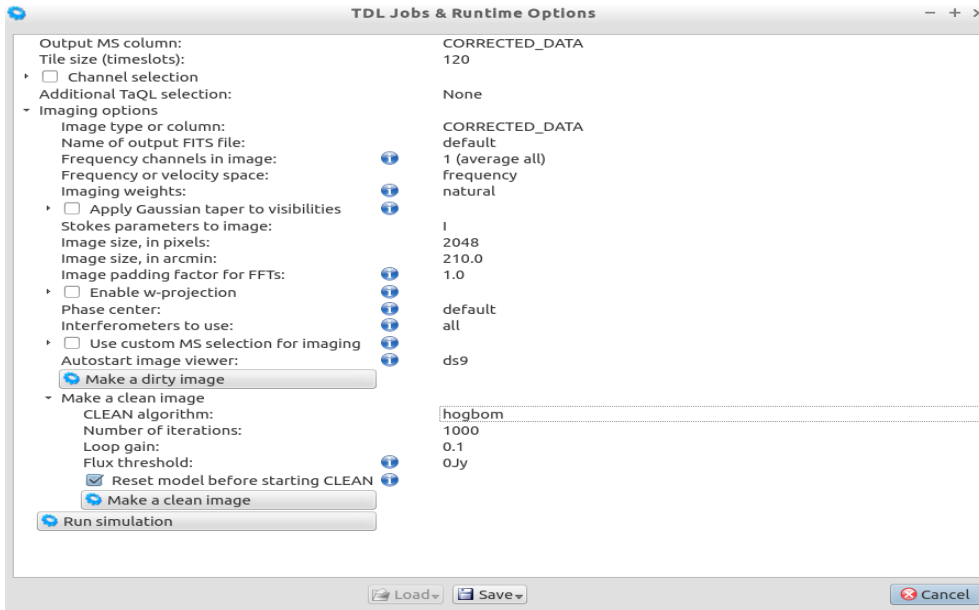 TDL Jobs & Runtime Options
Output MS column: CORRECTED_DATA
Tile size (timeslots): 120
Channel selection
Additional TaQL selection: None
Imaging options
Image type or column: CORRECTED_DATA
Name of output FITS file: default
Frequency channels in image: 1 (average all)
Frequency or velocity space: frequency
Imaging weights: natural
Apply Gaussian taper to visibilities
Stokes parameters to image: I
Image size, in pixels: 2048
Image size, in arcmin: 210.0
Image padding factor for FFTs: 1.0
Enable w-projection
Phase center: default
Interferometers to use: all
Use custom MS selection for imaging
Autostart image viewer: ds9
Make a dirty image
Make a clean image
CLEAN algorithm: hogbom
Number of iterations: 1000
Loop gain: 0.1
Flux threshold: 0Jy
Reset model before starting CLEAN
Make a clean image
Run simulation
Load Save Cancel